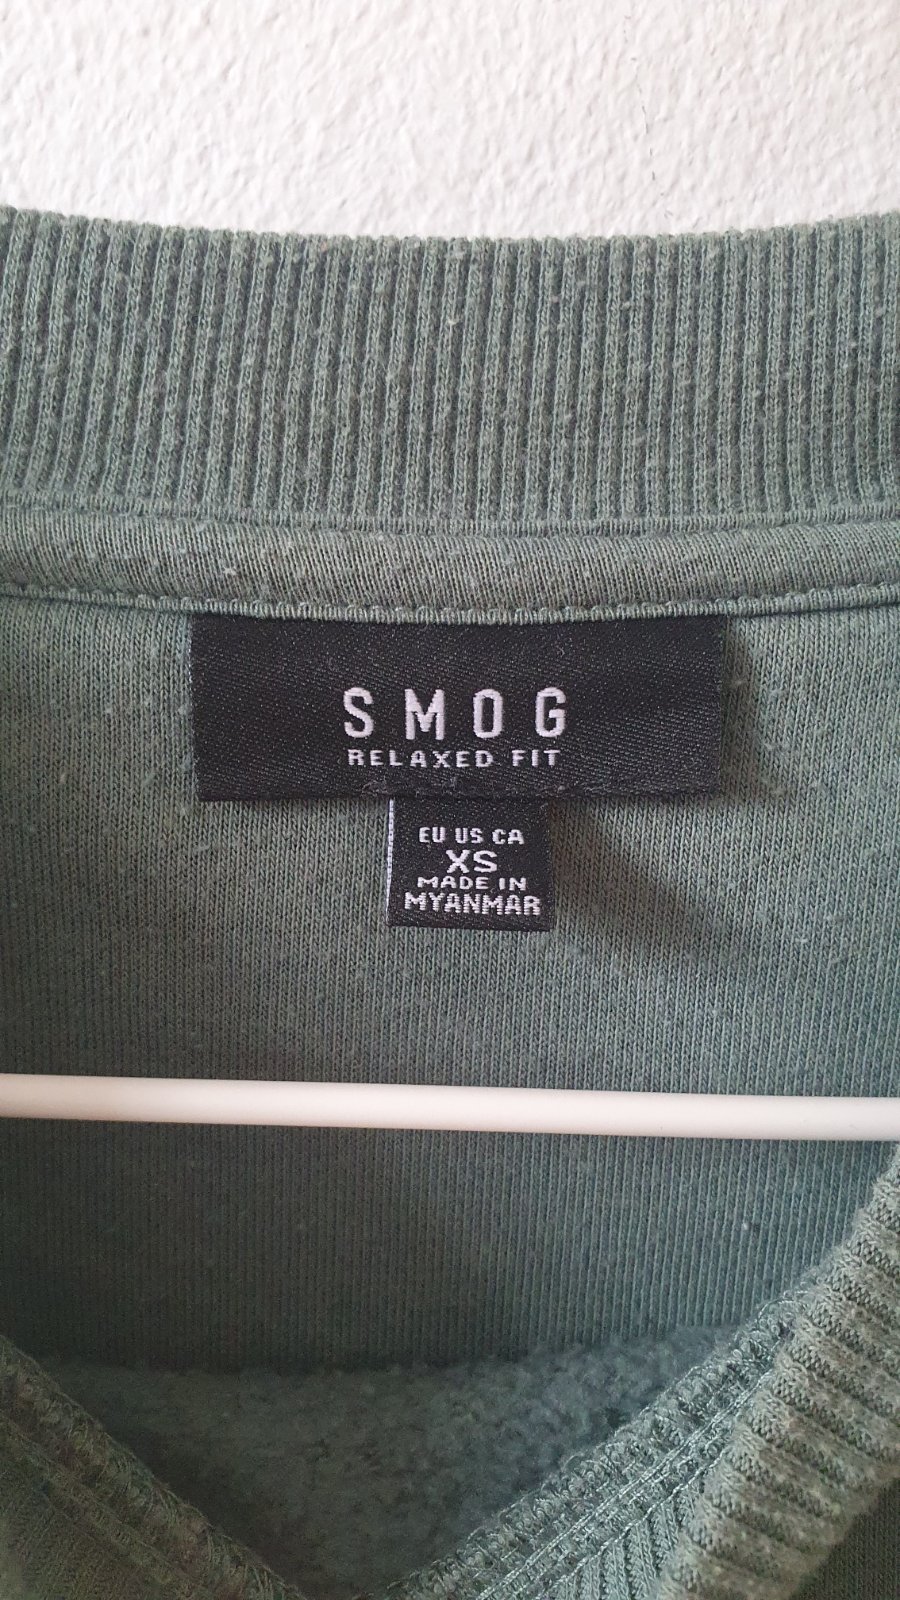 SMOG
RELAXED FIT
EU US CA
XS
MADE IN
MYANMAR